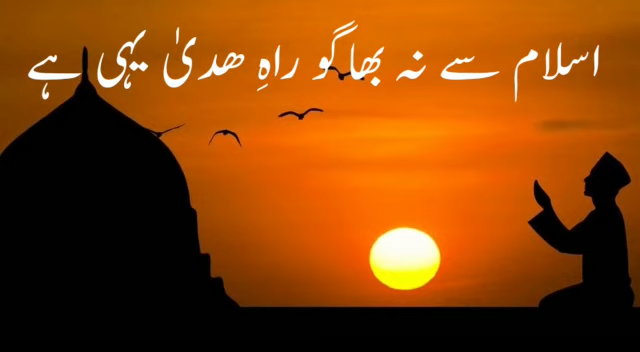 اسلام سے نہ بھاگو راہِ ھدیٰ یہی ہے